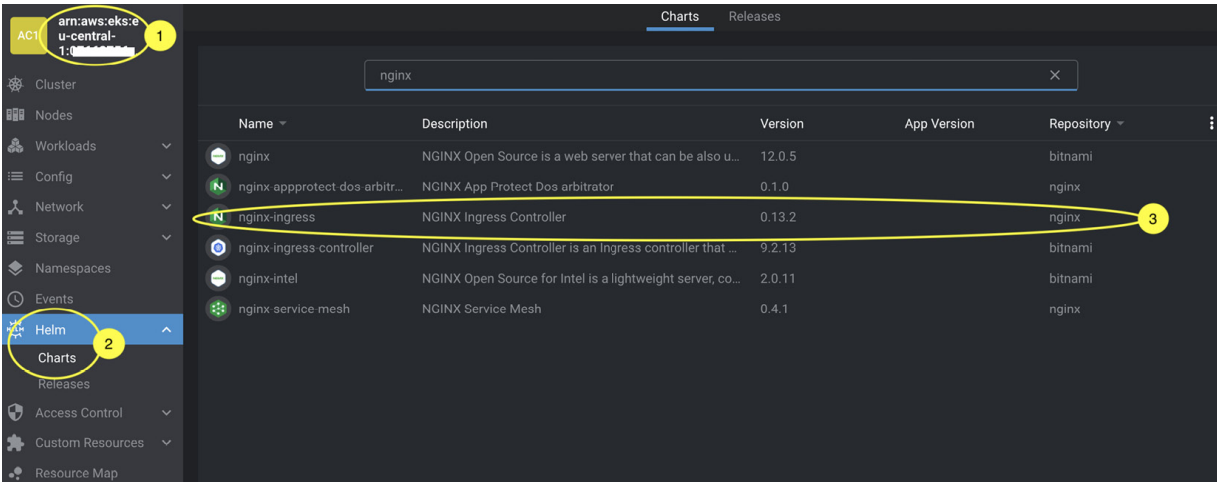 AC1
arn:aws:eks:e
u-central-
1:
1
Cluster
Nodes
Workloads
Config
Network
Storage
Namespaces
Events
Helm
2
Charts
Releases
Access Control
Custom Resources
Resource Map
Charts Releases
nginx
Name Description Version App Version Repository
nginx NGINX Open Source is a web server that can be also u... 12.0.5 bitnami
nginx-appprotect-dos-arbitr... NGINX App Protect Dos arbitrator 0.1.0 nginx
nginx-ingress NGINX Ingress Controller 0.13.2 nginx 3
nginx-ingress-controller NGINX Ingress Controller is an Ingress controller that ... 9.2.13 bitnami
nginx-intel NGINX Open Source for Intel is a lightweight server, co... 2.0.11 bitnami
nginx-service-mesh NGINX Service Mesh 0.4.1 nginx